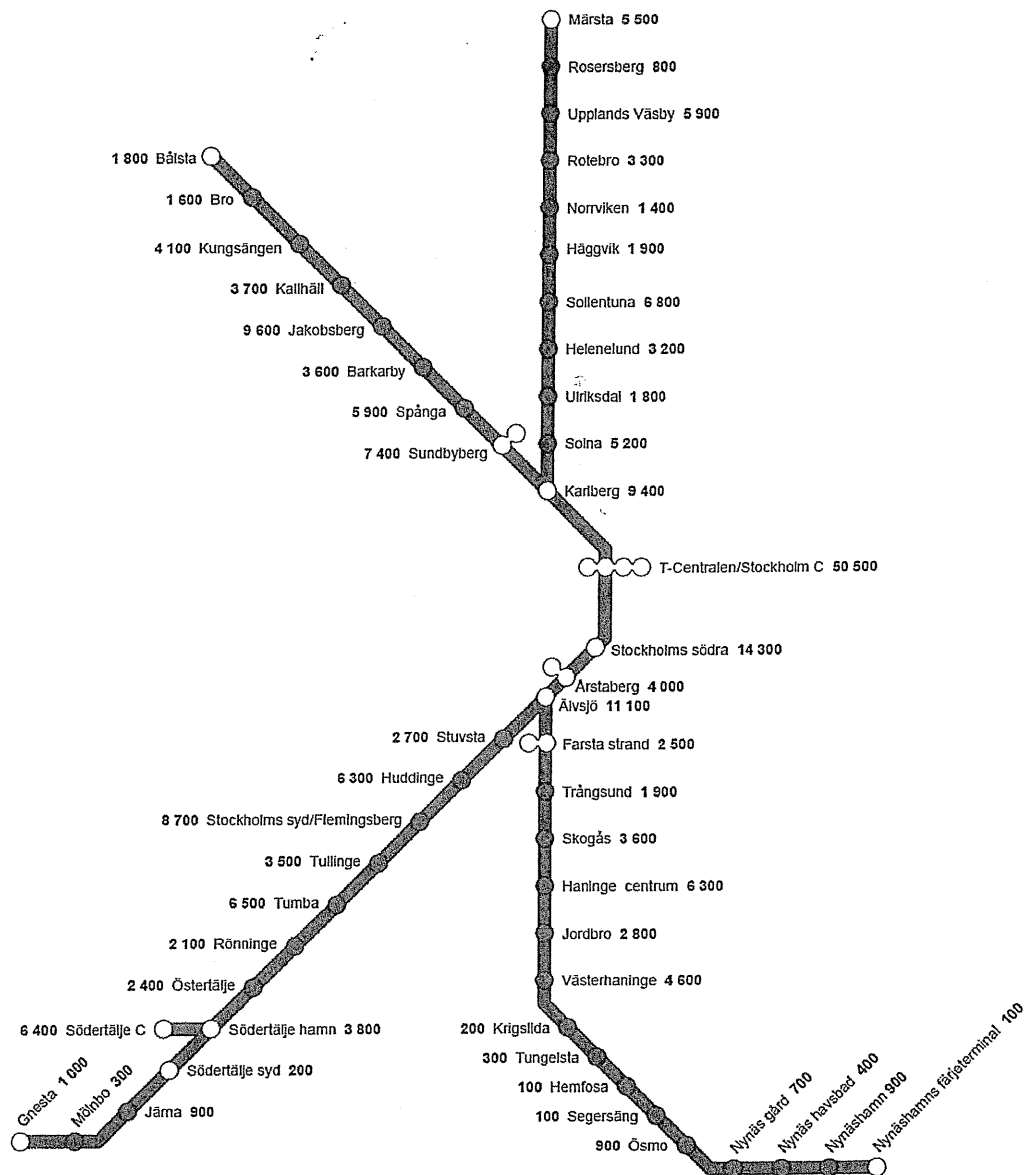 Märsta 5 500
Rosersberg 800
Upplands Väsby 5 900
Rotebro 3 300
Norrviken 1 400
Häggvik 1 900
Sollentuna 6 800
Helenelund 3 200
Ulriksdal 1 800
Solna 5 200
Karlberg 9 400
1 800 Bålsta
1 600 Bro
4 100 Kungsängen
3 700 Kallhäll
9 600 Jakobsberg
3 600 Barkarby
5 900 Spånga
7 400 Sundbyberg
T-Centralen/Stockholm C 50 500
Stockholms södra 14 300
Årstaberg 4 000
Älvsjö 11 100
2 700 Stuvsta
6 300 Huddinge
8 700 Stockholms syd/Flemingsberg
3 500 Tullinge
6 500 Tumba
2 100 Rönninge
2 400 Östertälje
6 400 Södertälje C
Södertälje hamn 3 800
Södertälje syd 200
Järna 900
Mölnbo 300
Gnesta 1 000
Farsta strand 2 500
Trångsund 1 900
Skogås 3 600
Haninge centrum 6 300
Jordbro 2 800
Västerhaninge 4 600
200 Krigslida
300 Tungelsta
100 Hemfosa
100 Segersäng
900 Ösmo
Nynäs gård 700
Nynäs havsbad 400
Nynäshamn 900
Nynäshamns färjeterminal 100